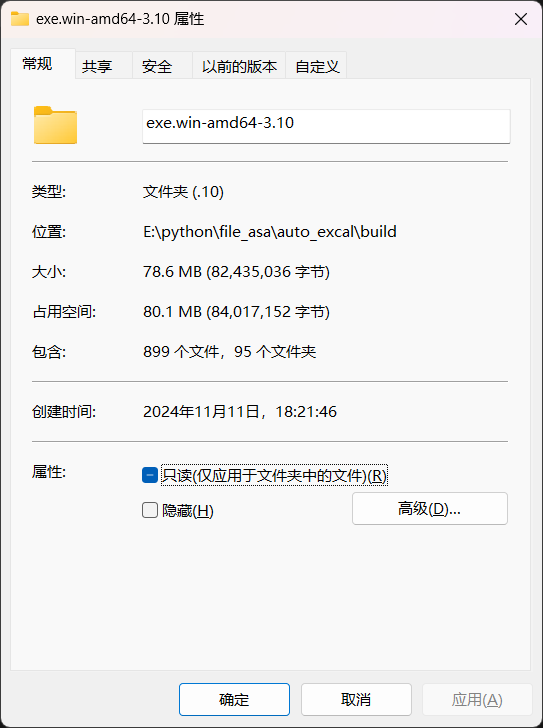 exe.win-amd64-3.10 属性
常规 共享 安全 以前的版本 自定义
exe.win-amd64-3.10
类型: 文件夹 (.10)
位置: E:\python\file_asa\auto_excal\build
大小: 78.6 MB (82,435,036 字节)
占用空间: 80.1 MB (84,017,152 字节)
包含: 899 个文件，95 个文件夹
创建时间: 2024年11月11日，18:21:46
属性: 只读(仅应用于文件夹中的文件)(R)
隐藏(H) 高级(D)...
确定 取消 应用(A)